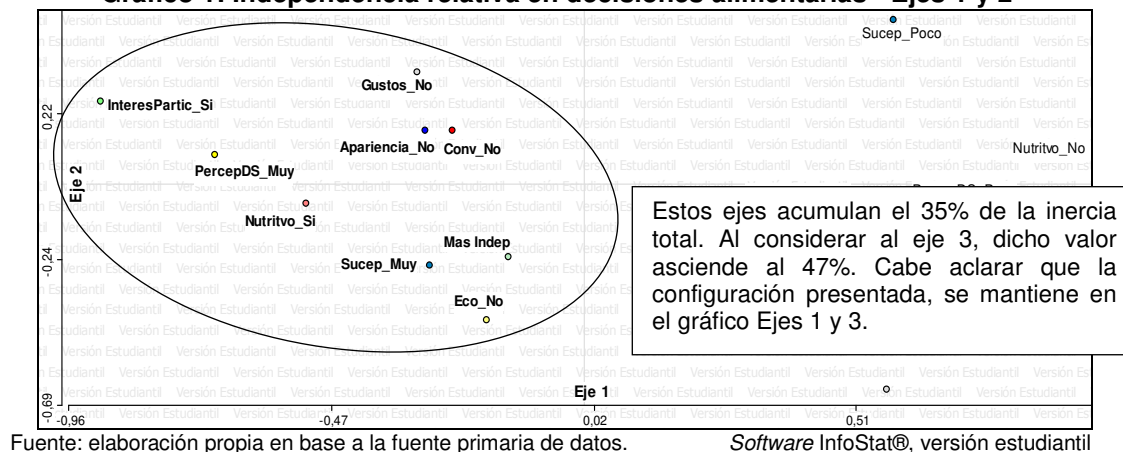 Gráfico 1. Independencia relativa en decisiones alimentarias - Ejes 1 y 2
Sucep_Poco
Gustos_No
InteresPartic_Si
0,22
Apariencia_No Conv_No
Nutritvo_No
PercepDS_Muy
Eje 2
Nutritvo_Si
Estos ejes acumulan el 35% de la inercia
total. Al considerar al eje 3, dicho valor
asciende al 47%. Cabe aclarar que la
configuración presentada, se mantiene en
el gráfico Ejes 1 y 3.
Mas Indep
-0,24
Sucep_Muy
Eco_No
Eje 1
-0,69
-0,96 -0,47 0,02 0,51
Fuente: elaboración propia en base a la fuente primaria de datos. Software InfoStat®, versión estudiantil